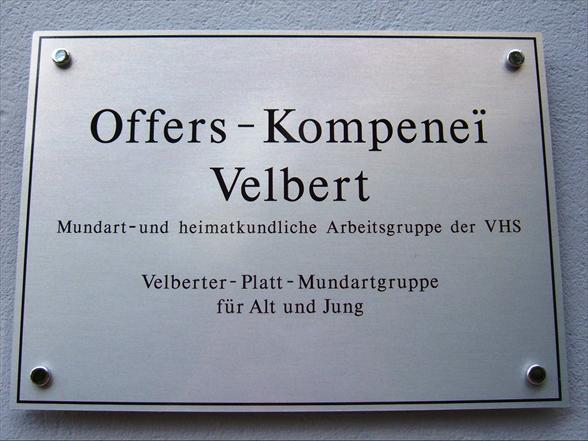 Offers-Kompeneï
Velbert
Mundart-und heimatkundliche Arbeitsgruppe der VHS
Velberter-Platt-Mundartgruppe
für Alt und Jung